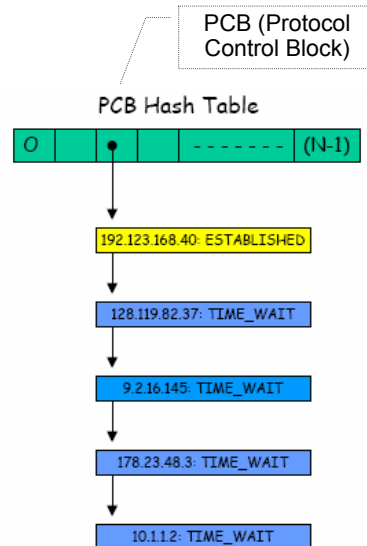 PCB (Protocol
Control Block)
PCB Hash Table
0 - - - - - - - (N-1)
192.123.168.40: ESTABLISHED
128.119.82.37: TIME_WAIT
9.2.16.145: TIME_WAIT
178.23.48.3: TIME_WAIT
10.1.1.2: TIME_WAIT